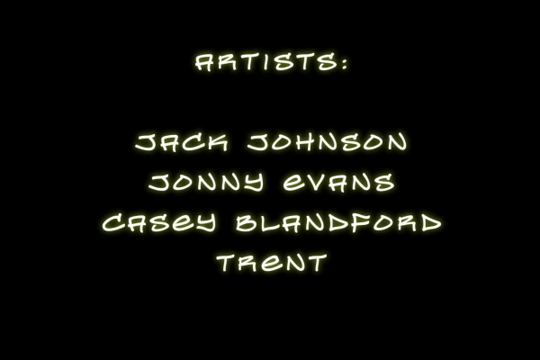 ARTISTS:
JACK JOHNSON
JONNY eVANS
CASeY BLANDFORD
TReNT